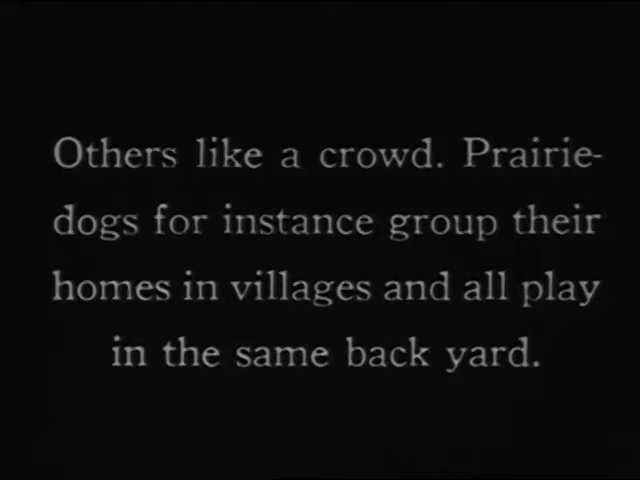 Others like a crowd. Prairie-
dogs for instance group their
homes in villages and all play
in the same back yard.